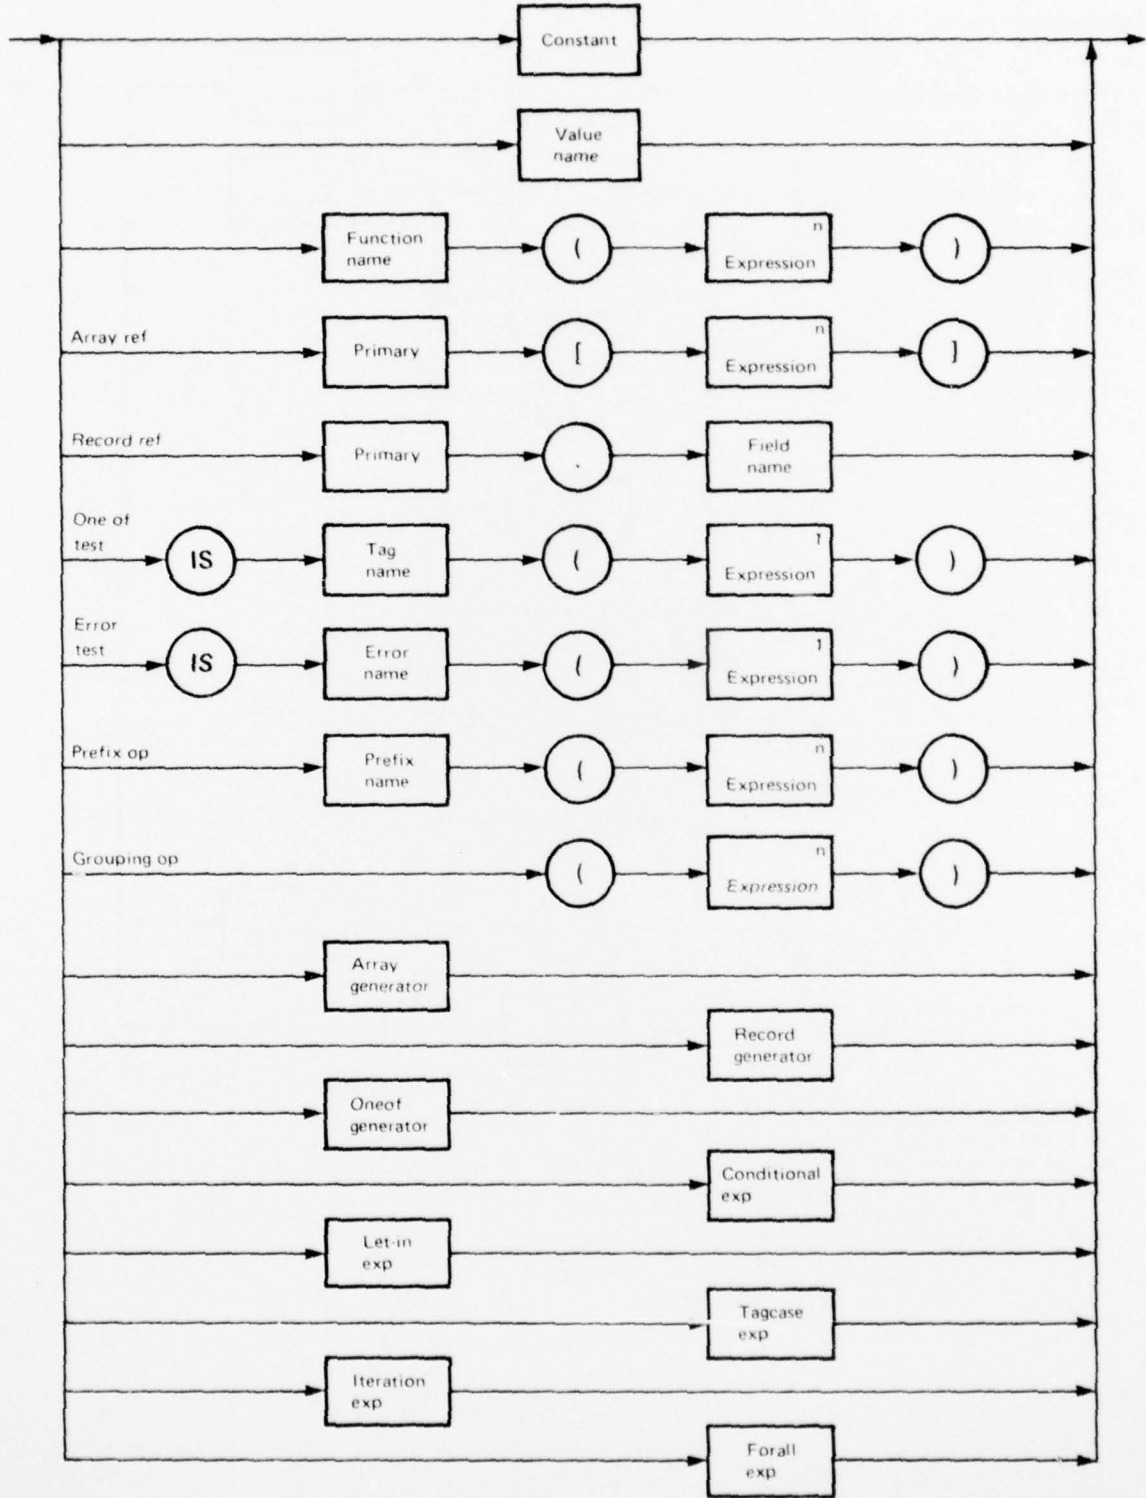 Constant
Value
name
Function
name
(
n
Expression
)
Array ref
Primary
[
n
Expression
]
Record ref
Primary
.
Field
name
One of
test
IS
Tag
name
(
1
Expression
)
Error
test
IS
Error
name
(
1
Expression
)
Prefix op
Prefix
name
(
n
Expression
)
Grouping op
(
n
Expression
)
Array
generator
Record
generator
Oneof
generator
Conditional
exp
Let-in
exp
Tagcase
exp
Iteration
exp
Forall
exp